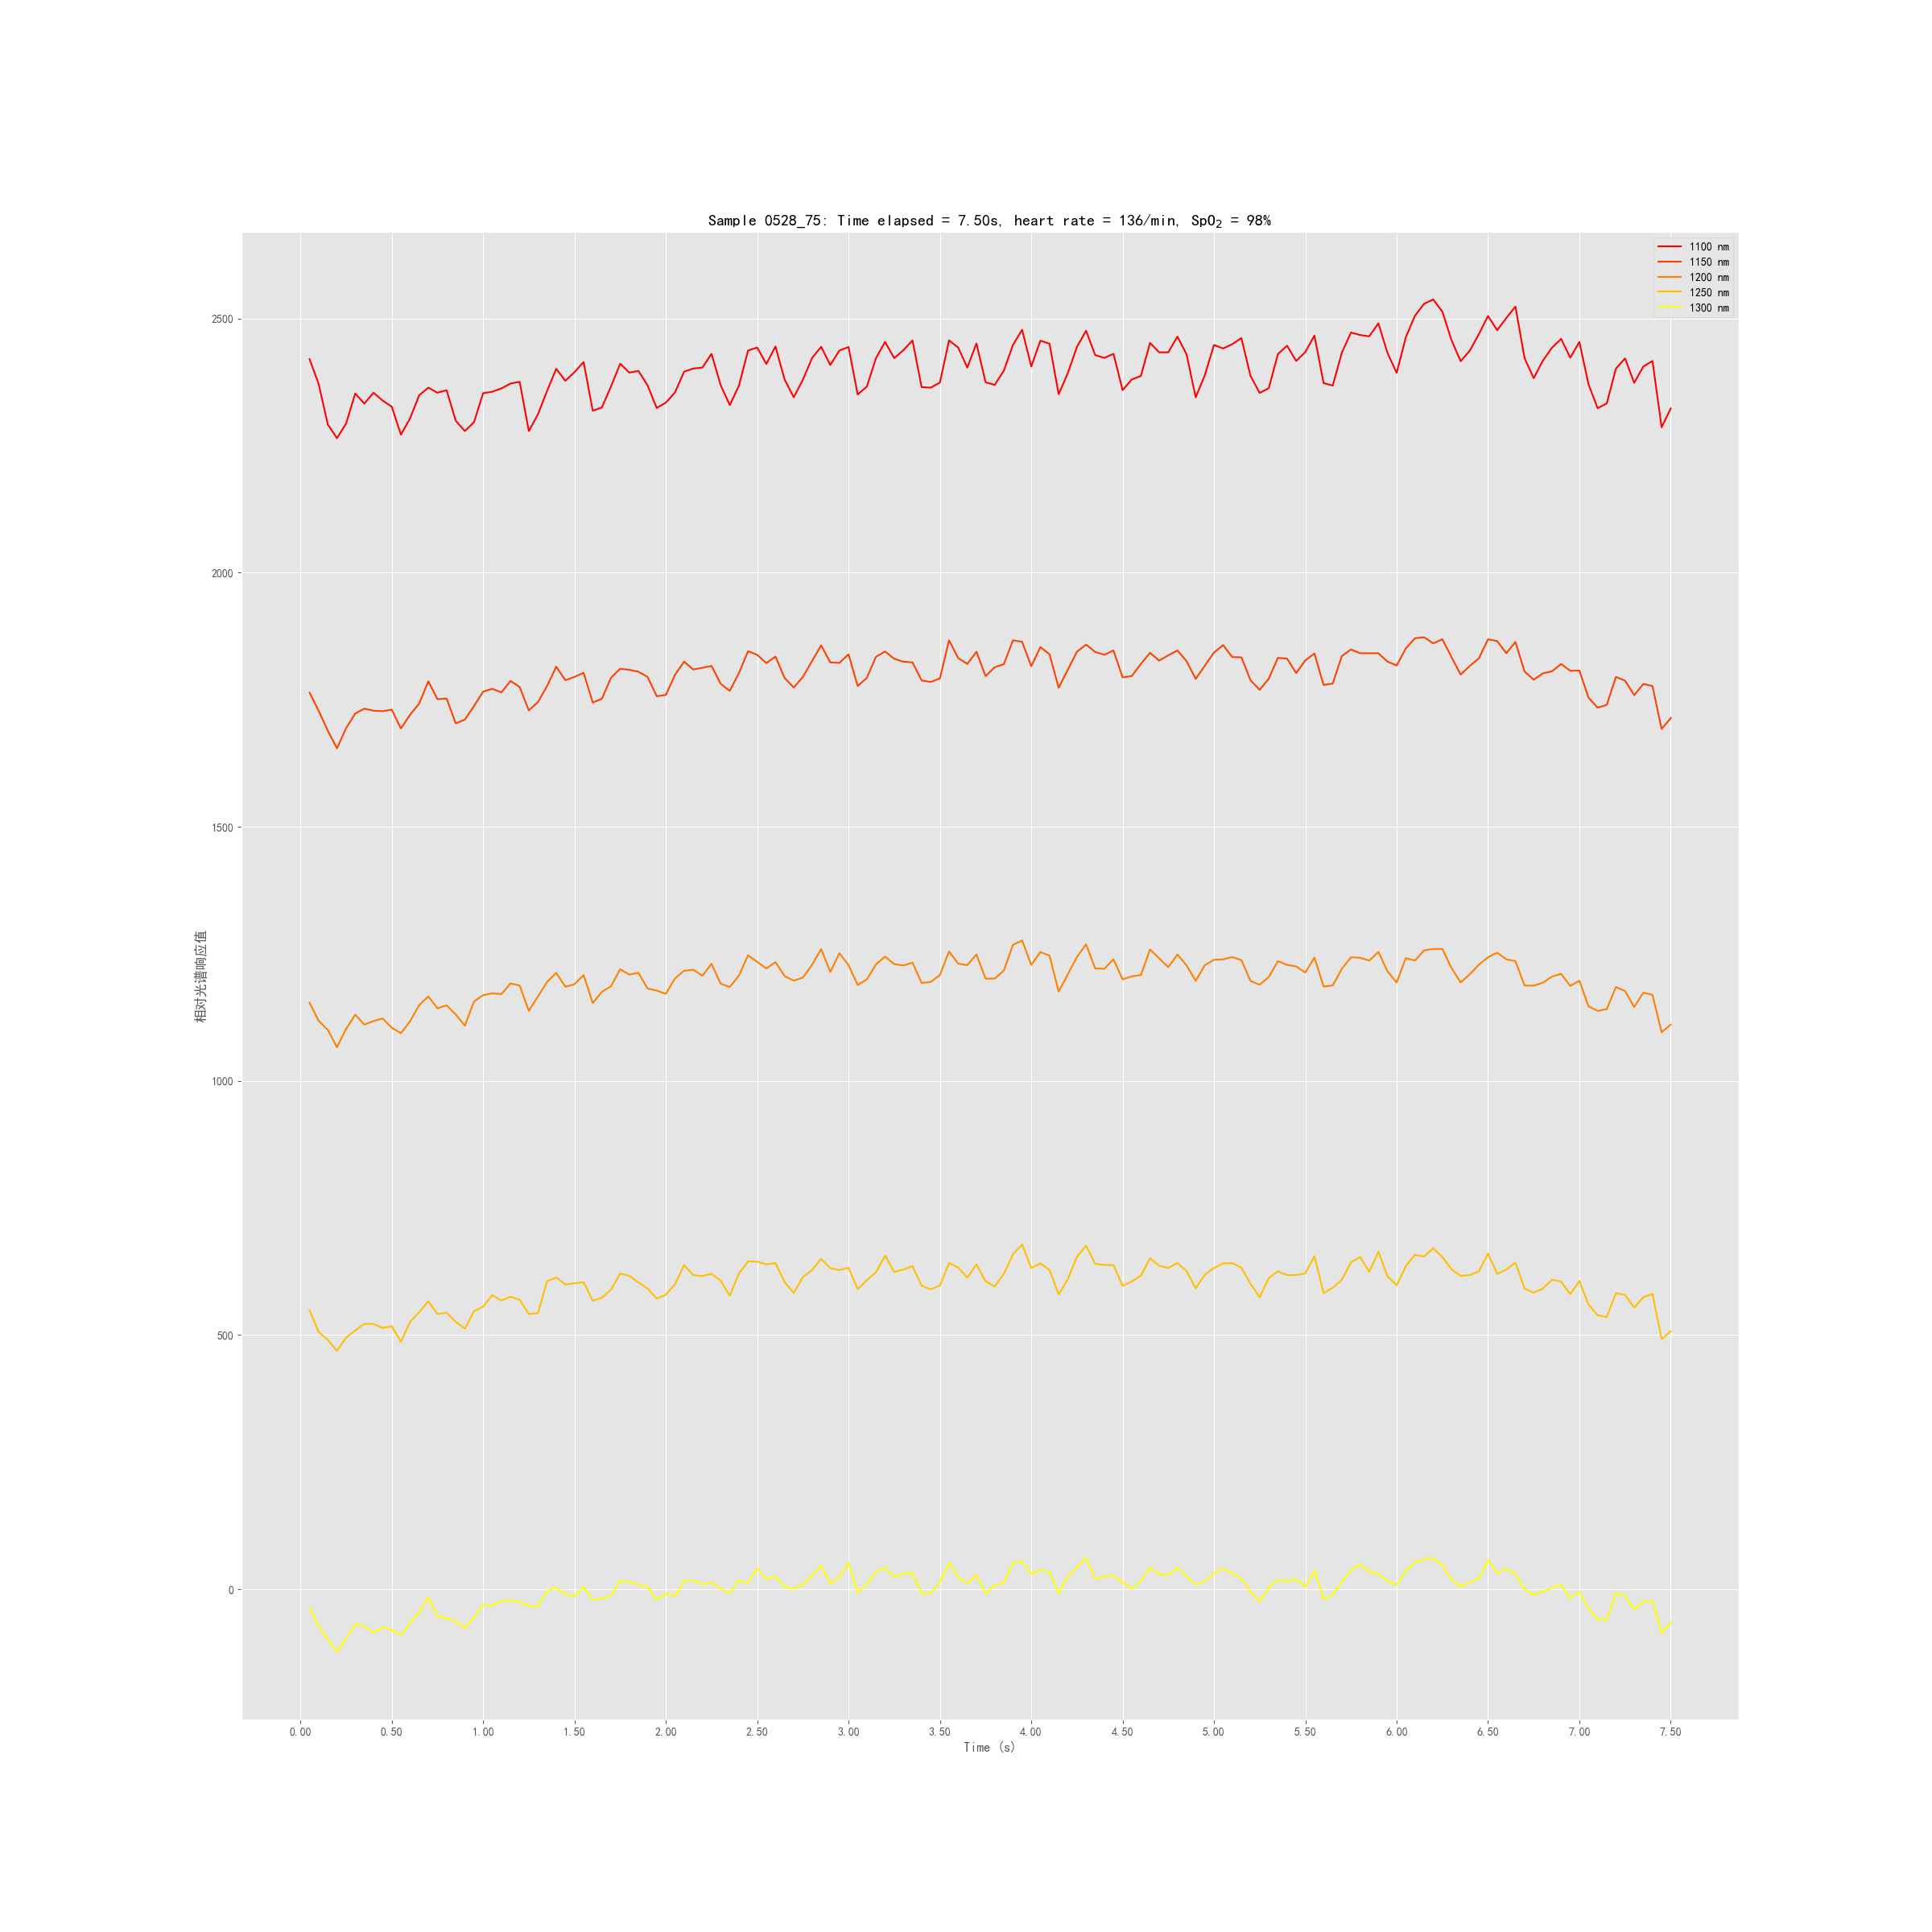 Sample 0528_75: Time elapsed = 7.50s, heart rate = 136/min, SpO₂ = 98%
1100 nm
1150 nm
1200 nm
1250 nm
1300 nm
2500
2000
1500
1000
500
0
相对光谱响应值
0.00 0.50 1.00 1.50 2.00 2.50 3.00 3.50 4.00 4.50 5.00 5.50 6.00 6.50 7.00 7.50
Time (s)